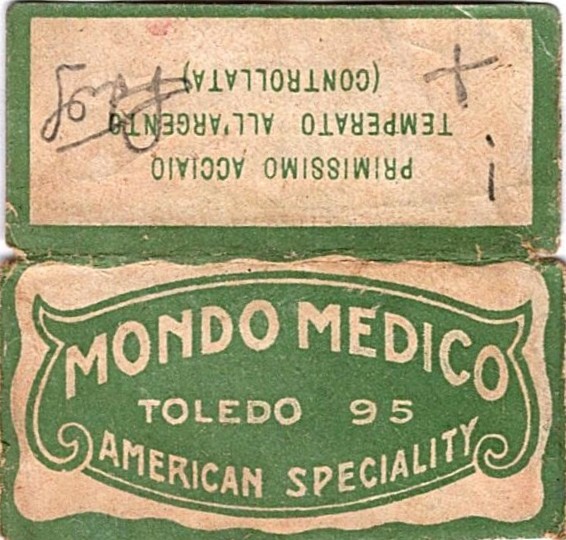 PRIMISSIMO ACCIAIO
TEMPERATO ALL'ARGENTO
(CONTROLLATA)
MONDO MEDICO
TOLEDO 95
AMERICAN SPECIALITY